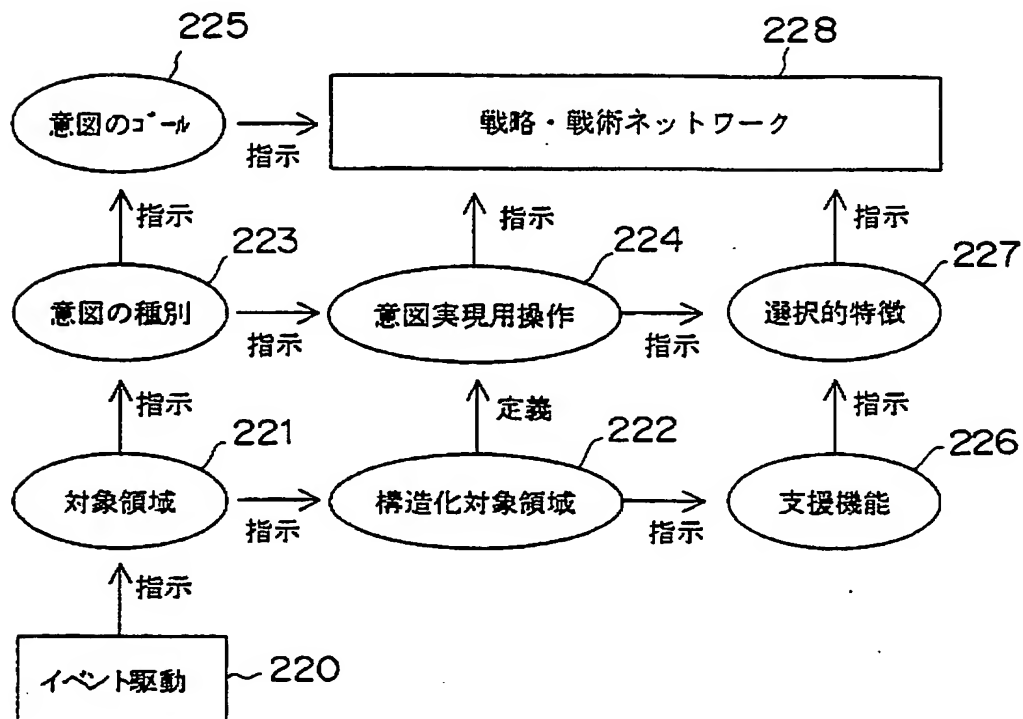 225
228
意図のゴール
指示
戦略・戦術ネットワーク
指示
指示
指示
223
224
227
意図の種別
指示
意図実現用操作
指示
選択的特徴
指示
定義
指示
221
222
226
対象領域
指示
構造化対象領域
指示
支援機能
指示
イベント駆動
220